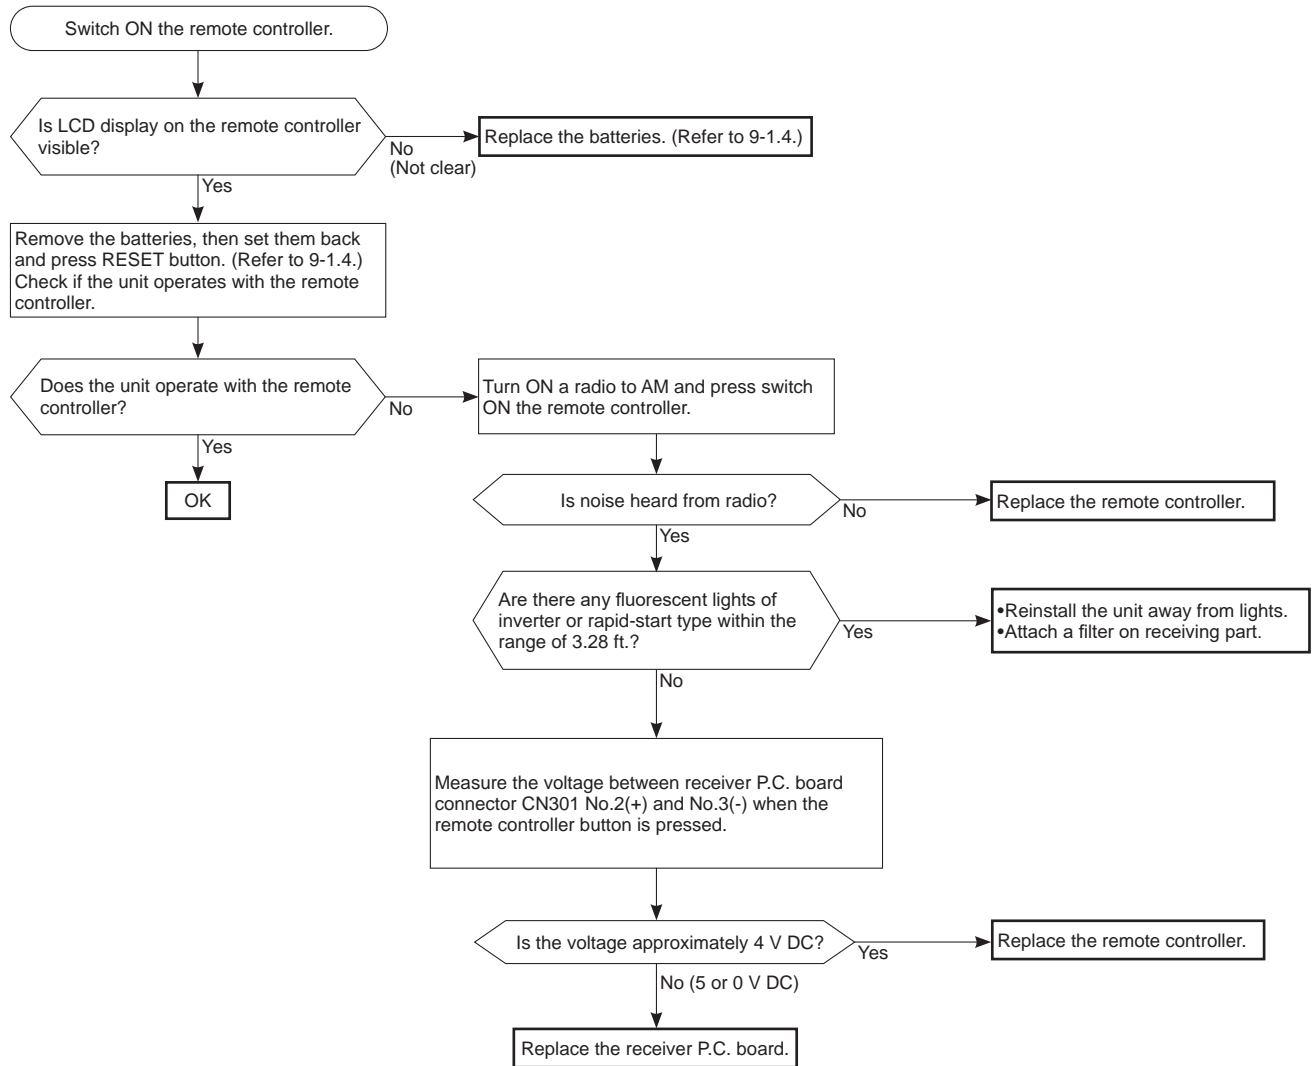 Switch ON the remote controller.
Is LCD display on the remote controller
visible?
No
(Not clear)
Replace the batteries. (Refer to 9-1.4.)
Yes
Remove the batteries, then set them back
and press RESET button. (Refer to 9-1.4.)
Check if the unit operates with the remote
controller.
Does the unit operate with the remote
controller?
No
Turn ON a radio to AM and press switch
ON the remote controller.
Yes
OK
Is noise heard from radio?
No
Replace the remote controller.
Yes
Are there any fluorescent lights of
inverter or rapid-start type within the
range of 3.28 ft.?
Yes
•Reinstall the unit away from lights.
•Attach a filter on receiving part.
No
Measure the voltage between receiver P.C. board
connector CN301 No.2(+) and No.3(-) when the
remote controller button is pressed.
Is the voltage approximately 4 V DC?
Yes
Replace the remote controller.
No (5 or 0 V DC)
Replace the receiver P.C. board.